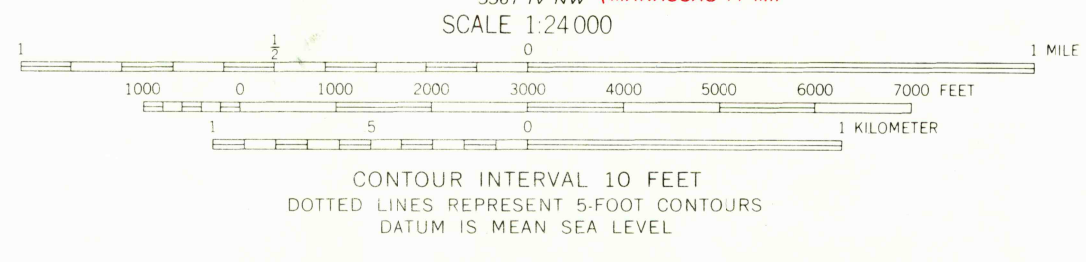 SCALE 1:24 000
1 1/2 0 1 MILE
1000 0 1000 2000 3000 4000 5000 6000 7000 FEET
1 5 0 1 KILOMETER
CONTOUR INTERVAL 10 FEET
DOTTED LINES REPRESENT 5-FOOT CONTOURS
DATUM IS MEAN SEA LEVEL